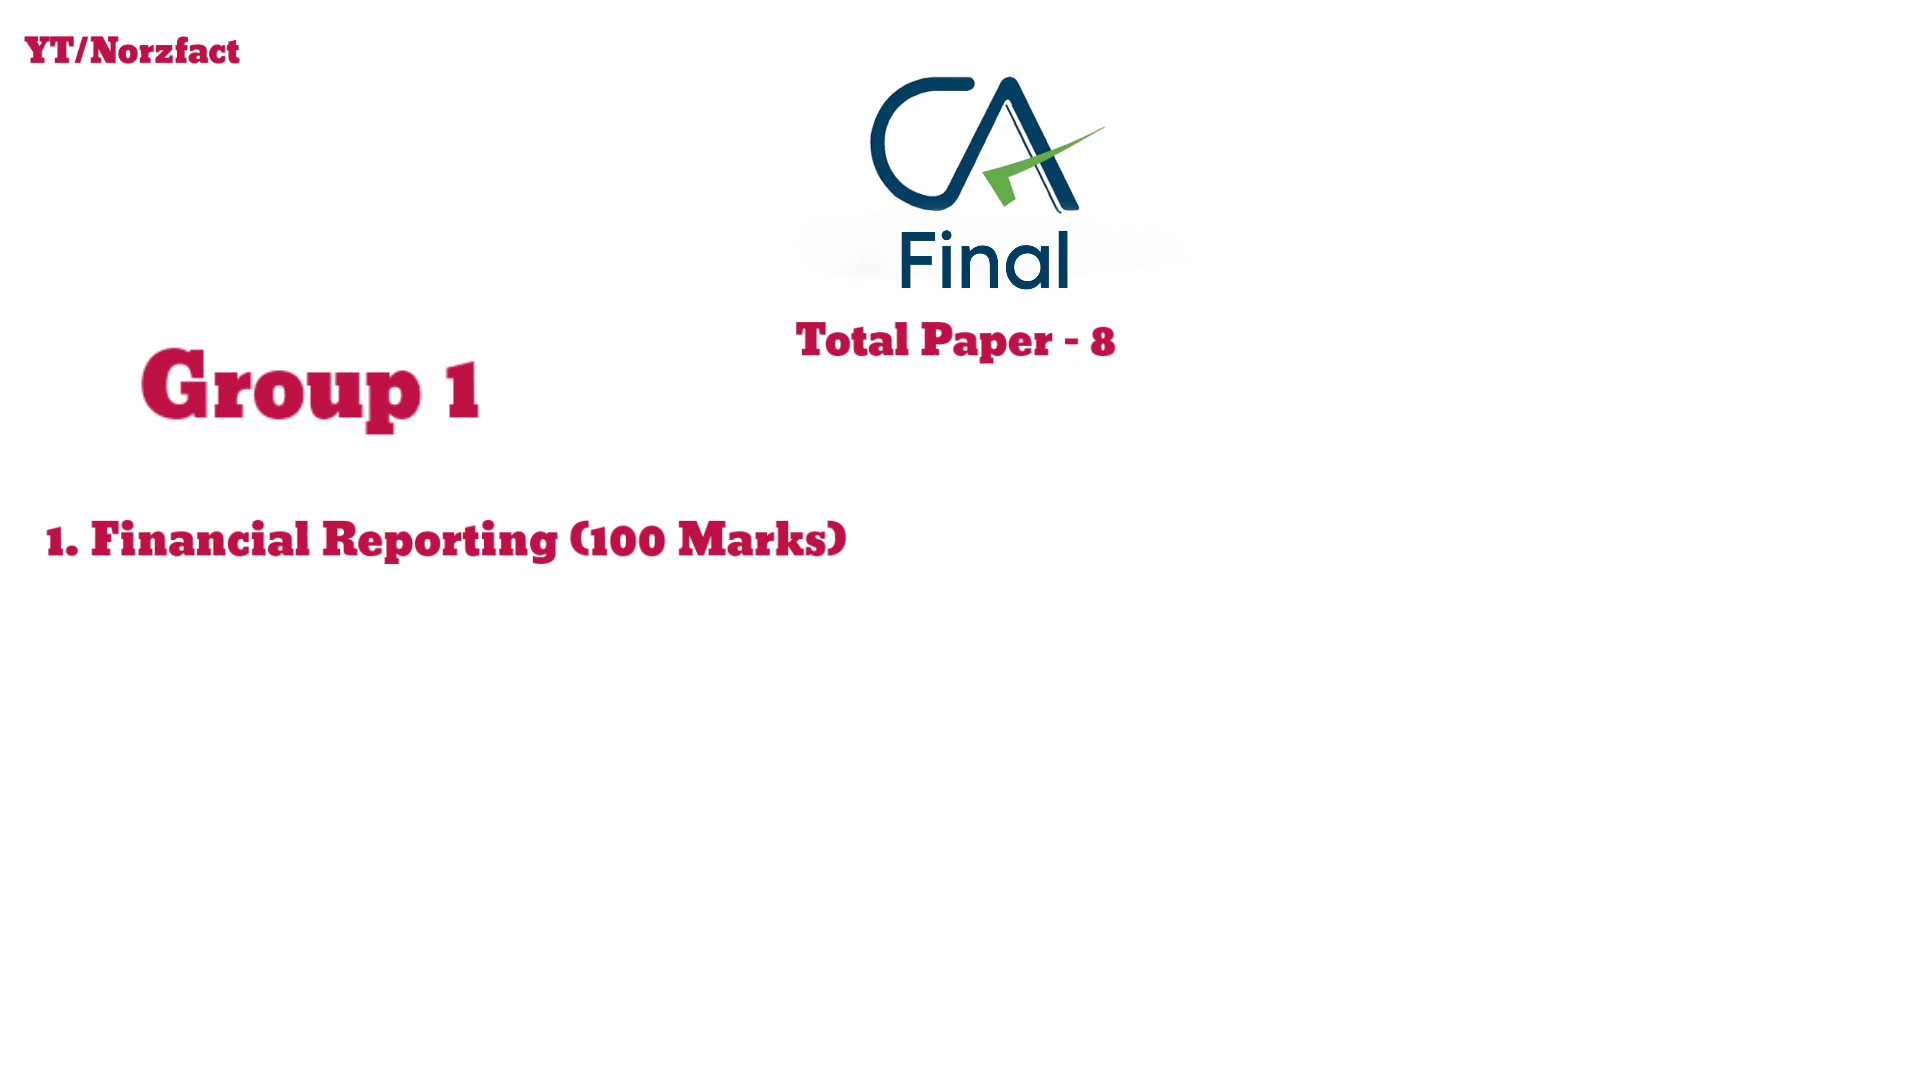 YT/Norzfact
CA
Final
Total Paper - 8
Group 1
1. Financial Reporting (100 Marks)